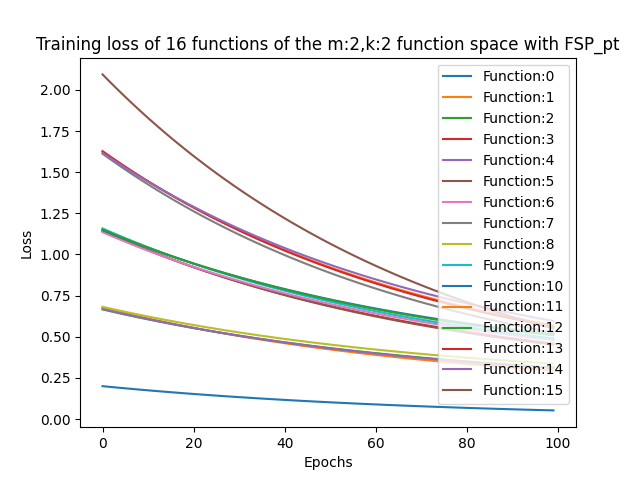 Training loss of 16 functions of the m:2,k:2 function space with FSP_pt
Loss
2.00
1.75
1.50
1.25
1.00
0.75
0.50
0.25
0.00
Function:0
Function:1
Function:2
Function:3
Function:4
Function:5
Function:6
Function:7
Function:8
Function:9
Function:10
Function:11
Function:12
Function:13
Function:14
Function:15
0
20
40
60
80
100
Epochs